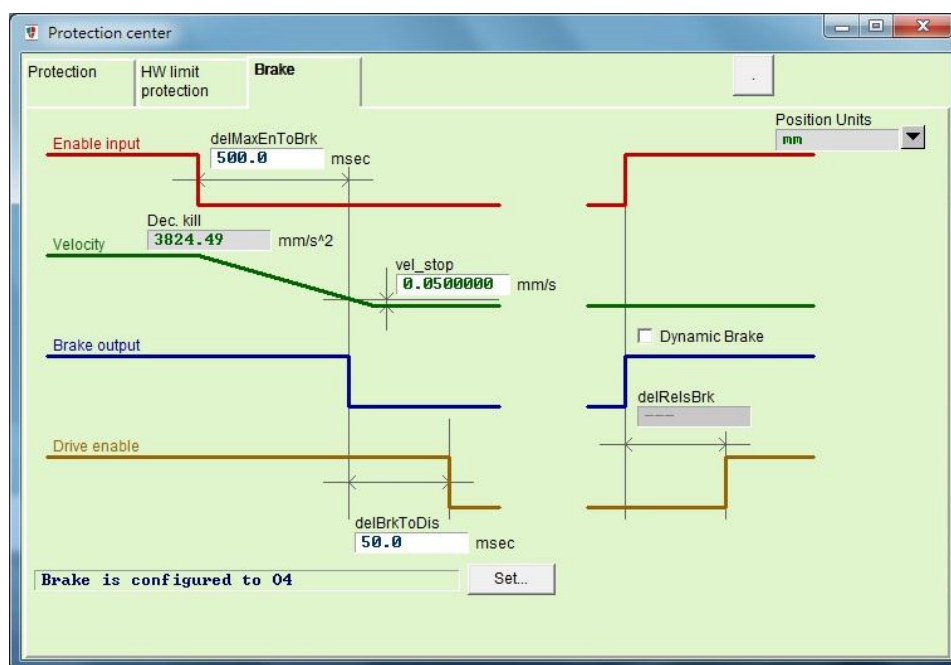 Protection center
Protection
HW limit
protection
Brake
.
Position Units
mm
Enable input
delMaxEnToBrk
500.0 msec
Dec. kill
3824.49 mm/s^2
Velocity
vel_stop
0.0500000 mm/s
Brake output
Dynamic Brake
delRelsBrk
---
Drive enable
delBrkToDis
50.0 msec
Brake is configured to O4
Set...